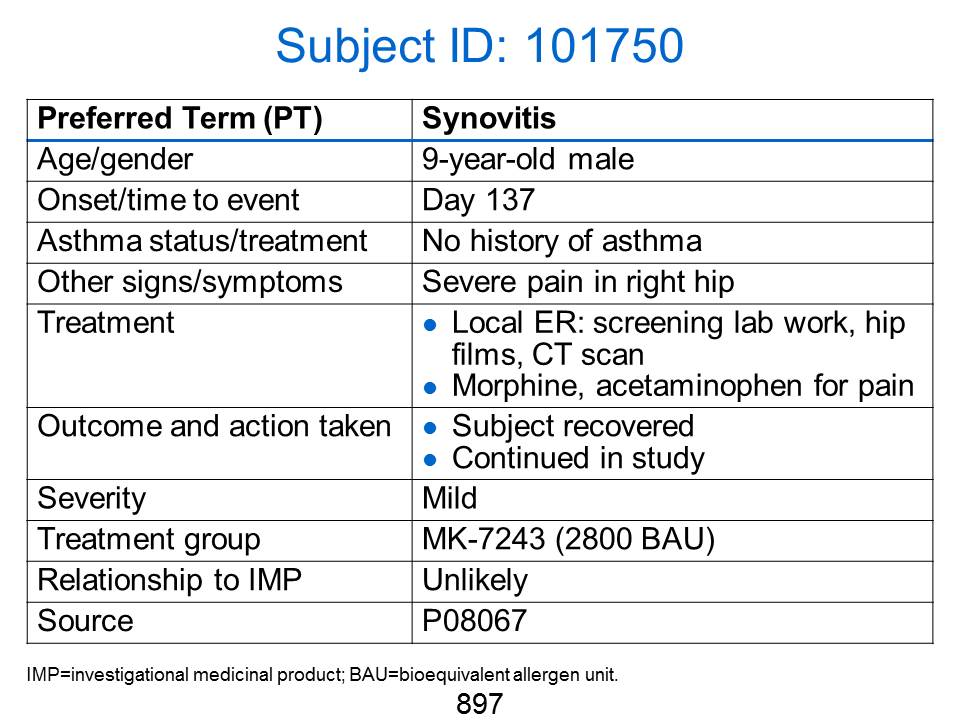 Subject ID: 101750
Preferred Term (PT) Synovitis
Age/gender 9-year-old male
Onset/time to event Day 137
Asthma status/treatment No history of asthma
Other signs/symptoms Severe pain in right hip
Treatment ● Local ER: screening lab work, hip
films, CT scan
● Morphine, acetaminophen for pain
Outcome and action taken ● Subject recovered
● Continued in study
Severity Mild
Treatment group MK-7243 (2800 BAU)
Relationship to IMP Unlikely
Source P08067
IMP=investigational medicinal product; BAU=bioequivalent allergen unit.
897